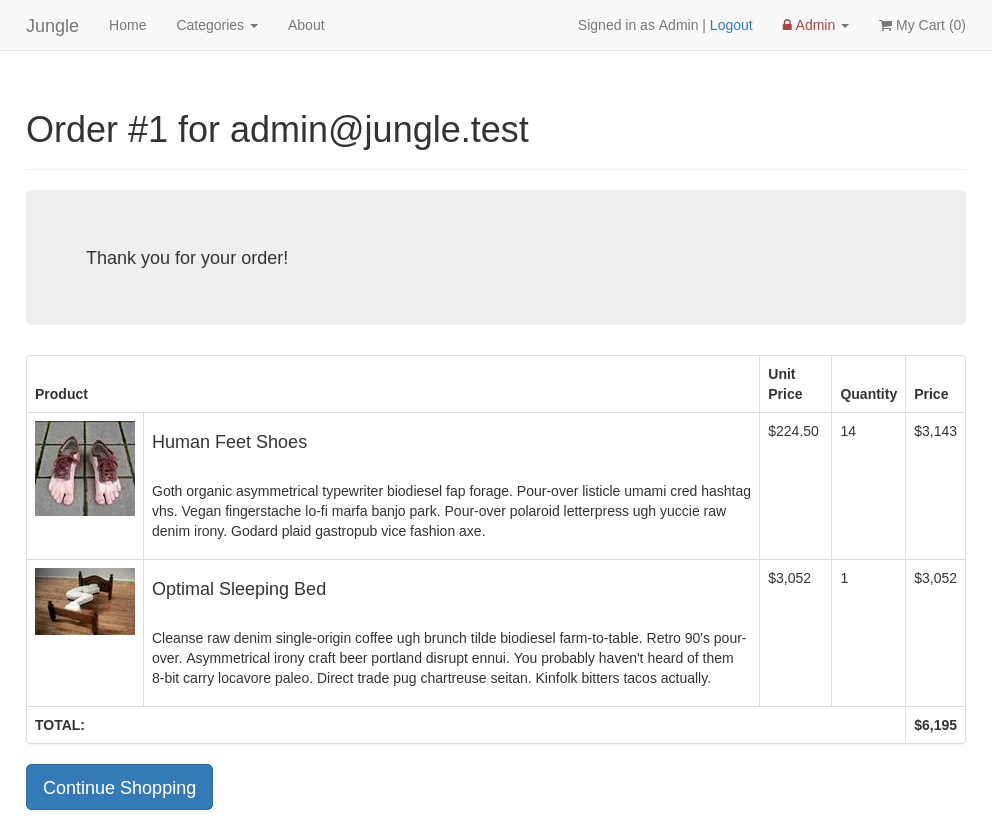 Jungle Home Categories About Signed in as Admin | Logout Admin My Cart (0)
Order #1 for admin@jungle.test
Thank you for your order!
Product Unit Price Quantity Price
Human Feet Shoes $224.50 14 $3,143
Goth organic asymmetrical typewriter biodiesel fap forage. Pour-over listicle umami cred hashtag
vhs. Vegan fingerstache lo-fi marfa banjo park. Pour-over polaroid letterpress ugh yuccie raw
denim irony. Godard plaid gastropub vice fashion axe.
Optimal Sleeping Bed $3,052 1 $3,052
Cleanse raw denim single-origin coffee ugh brunch tilde biodiesel farm-to-table. Retro 90's pour-
over. Asymmetrical irony craft beer portland disrupt ennui. You probably haven't heard of them
8-bit carry locavore paleo. Direct trade pug chartreuse seitan. Kinfolk bitters tacos actually.
TOTAL: $6,195
Continue Shopping